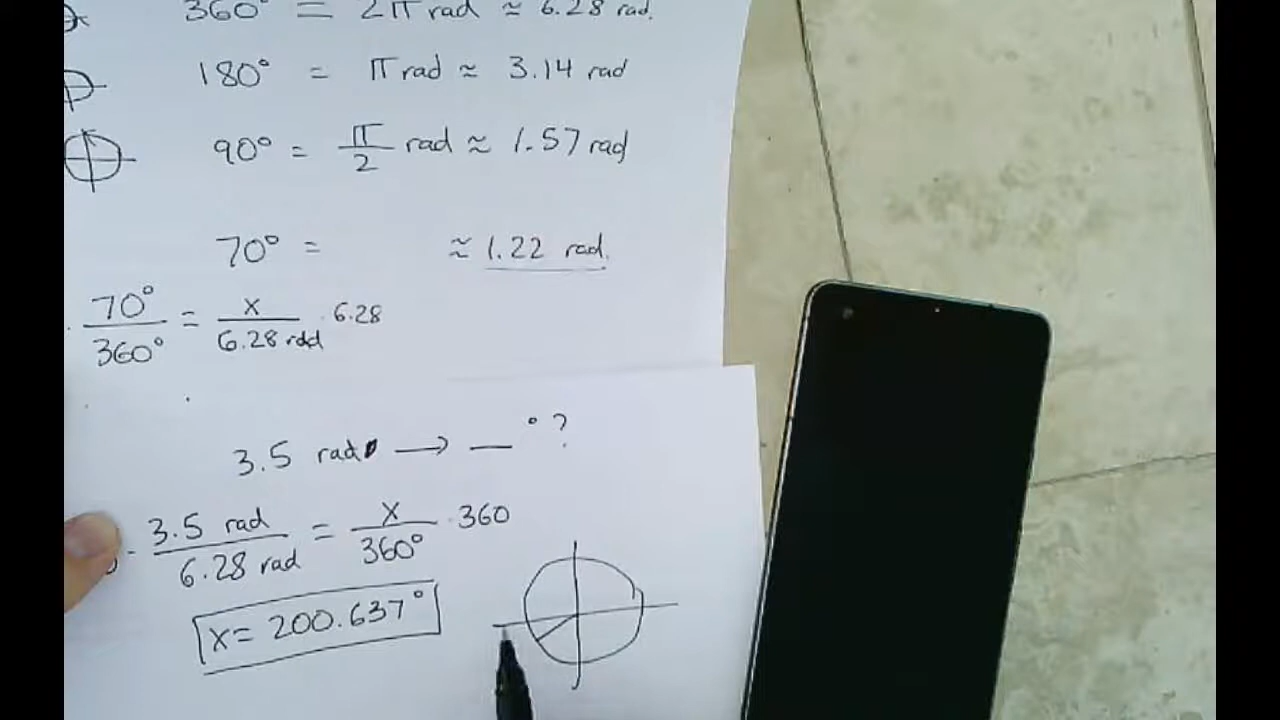 360° = 2π rad ≈ 6.28 rad.
180° = π rad ≈ 3.14 rad
90° = π/2 rad ≈ 1.57 rad
70° = ≈ 1.22 rad.
70°/360° = x/6.28 rad · 6.28
3.5 rad → __ ° ?
3.5 rad/6.28 rad = x/360° · 360
x = 200.637°